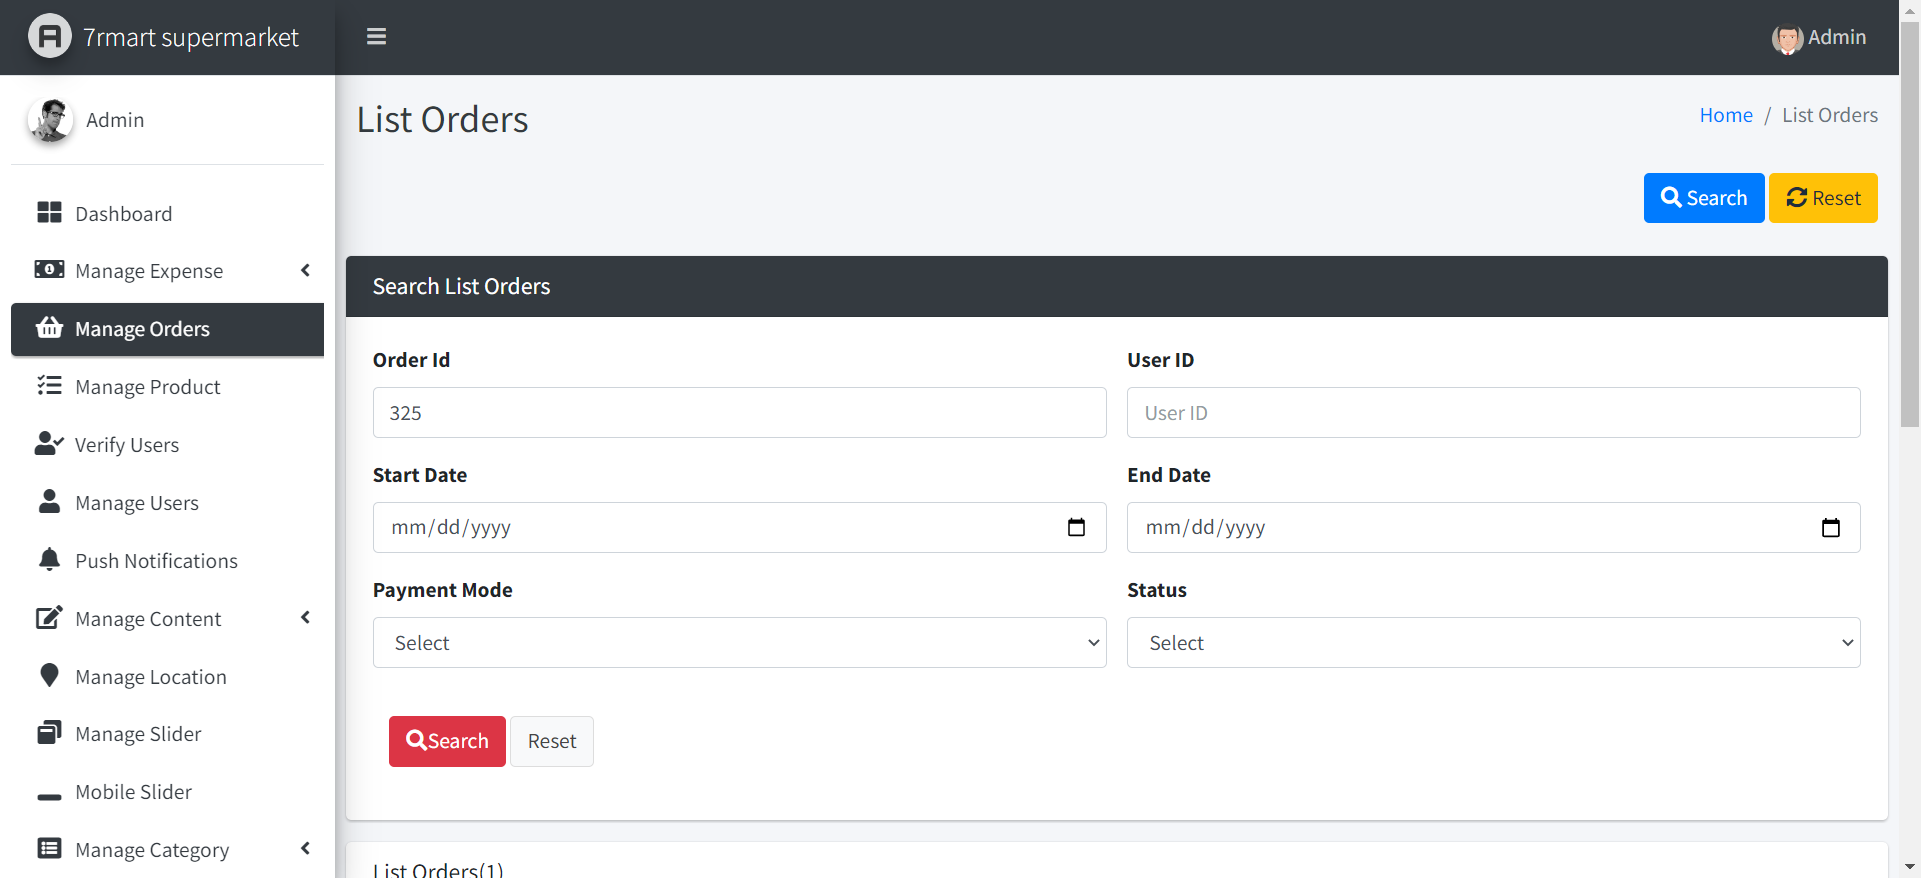 7rmart supermarket
Admin
Admin
Dashboard
Manage Expense
Manage Orders
Manage Product
Verify Users
Manage Users
Push Notifications
Manage Content
Manage Location
Manage Slider
Mobile Slider
Manage Category
List Orders
Home / List Orders
Search Reset
Search List Orders
Order Id
325
User ID
User ID
Start Date
mm/dd/yyyy
End Date
mm/dd/yyyy
Payment Mode
Select
Status
Select
Search Reset
List Orders(1)